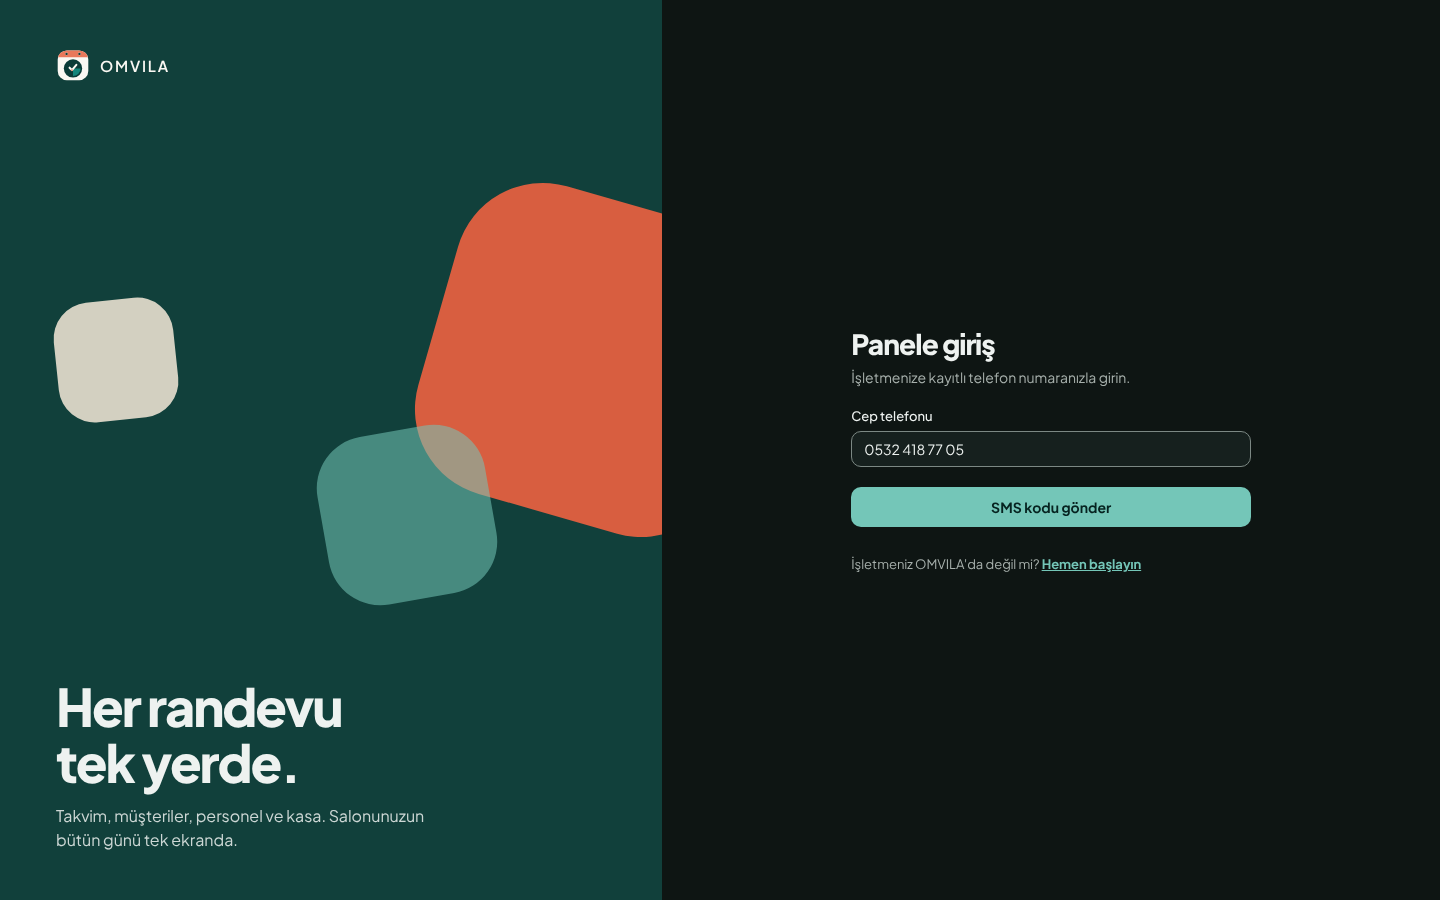 OMVILA
Her randevu
tek yerde.
Takvim, müşteriler, personel ve kasa. Salonunuzun
bütün günü tek ekranda.
Panele giriş
İşletmenize kayıtlı telefon numaranızla girin.
Cep telefonu
0532 418 77 05
SMS kodu gönder
İşletmeniz OMVILA'da değil mi? Hemen başlayın